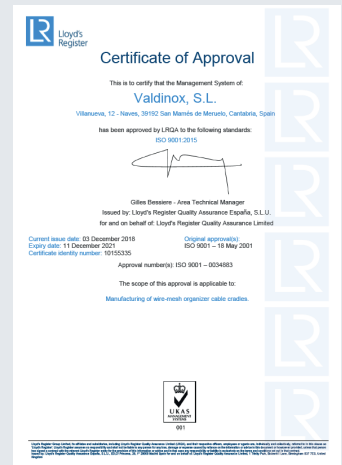 LR
Lloyd's
Register
Certificate of Approval
This is to certify that the Management System of:
Valdinox, S.L.
Villanueva, 12 - Naves, 39192 San Mamés de Meruelo, Cantabria, Spain
has been approved by LRQA to the following standards:
ISO 9001:2015
Gilles Bessiere - Area Technical Manager
Issued by: Lloyd's Register Quality Assurance España, S.L.U.
for and on behalf of: Lloyd's Register Quality Assurance Limited
Current issue date: 03 December 2018
Expiry date: 11 December 2021
Certificate identity number: 10155335
Original approval(s):
ISO 9001 – 18 May 2001
Approval number(s): ISO 9001 – 0034883
The scope of this approval is applicable to:
Manufacturing of wire-mesh organizer cable cradles.
UKAS
MANAGEMENT
SYSTEMS
001